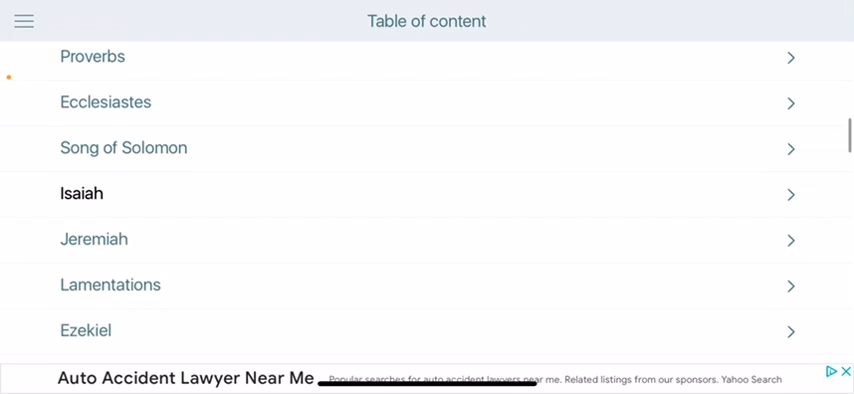 Table of content
Proverbs
Ecclesiastes
Song of Solomon
Isaiah
Jeremiah
Lamentations
Ezekiel
Auto Accident Lawyer Near Me Popular searches for auto accident lawyers near me. Related listings from our sponsors. Yahoo Search